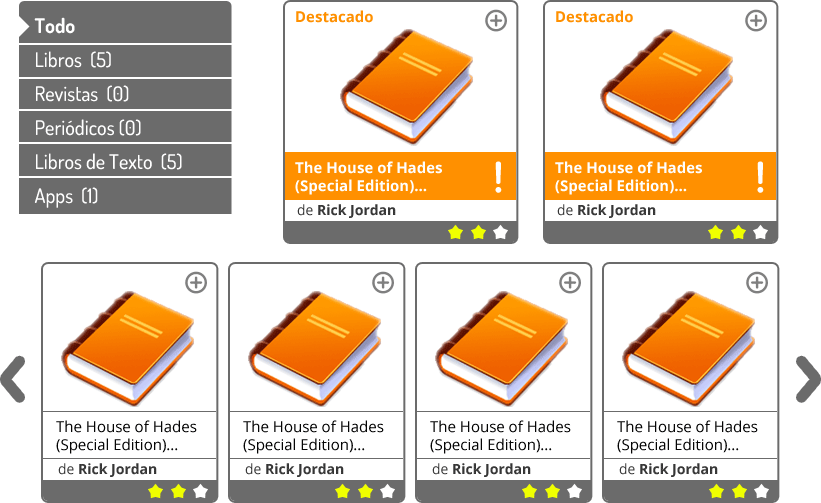 Todo
Libros (5)
Revistas (0)
Periódicos (0)
Libros de Texto (5)
Apps (1)
Destacado
The House of Hades
(Special Edition)...
!
de Rick Jordan
Destacado
The House of Hades
(Special Edition)...
!
de Rick Jordan
The House of Hades
(Special Edition)...
de Rick Jordan
The House of Hades
(Special Edition)...
de Rick Jordan
The House of Hades
(Special Edition)...
de Rick Jordan
The House of Hades
(Special Edition)...
de Rick Jordan